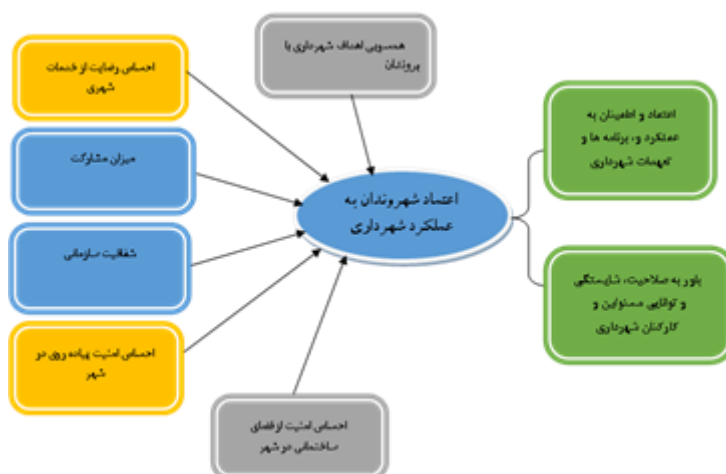 همسویی اهداف شهرداری با
احساس رضایت از خدمات
شهری
میزان مشارکت
شفافیت سازمانی
احساس امنیت پیاده روی در
شهر
احساس امنیت از فضای
ساختمانی در شهر
اعتماد شهروندان به
عملکرد شهرداری
اعتماد و اطمینان به
عملکرد و، برنامه ها و
تعهدات شهرداری
باور به صلاحیت، شایستگی
و توانایی مسئولین و
کارکنان شهرداری